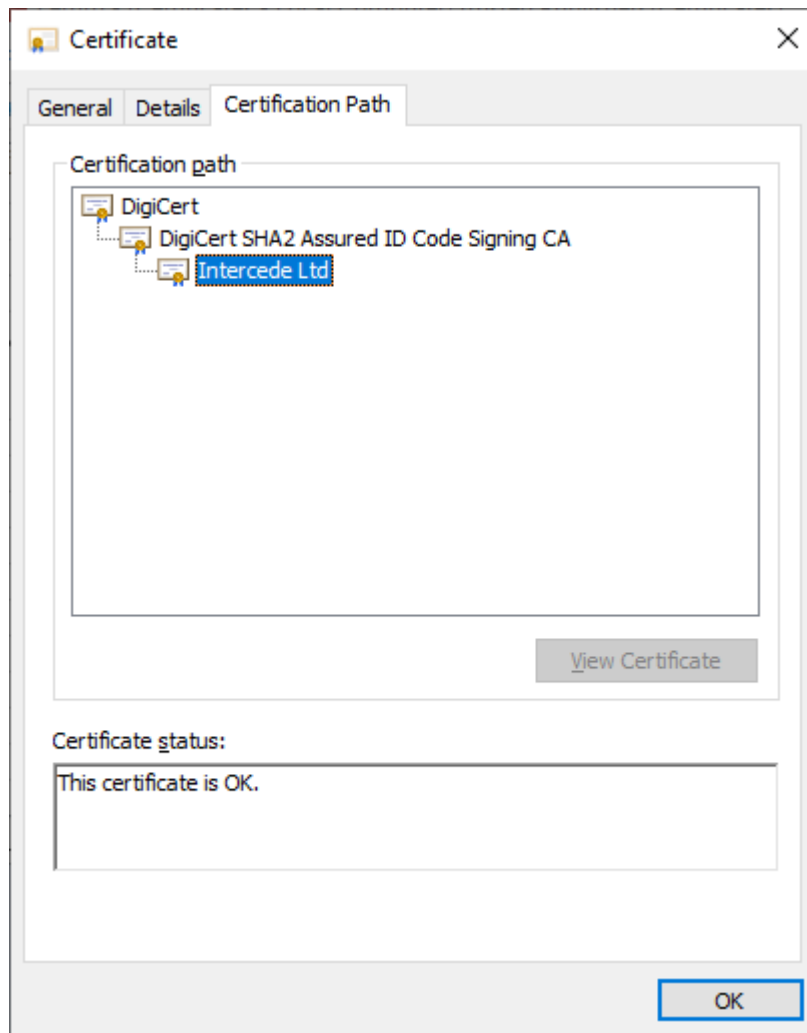 Certificate
General Details Certification Path
Certification path
DigiCert
DigiCert SHA2 Assured ID Code Signing CA
Intercede Ltd
View Certificate
Certificate status:
This certificate is OK.
OK